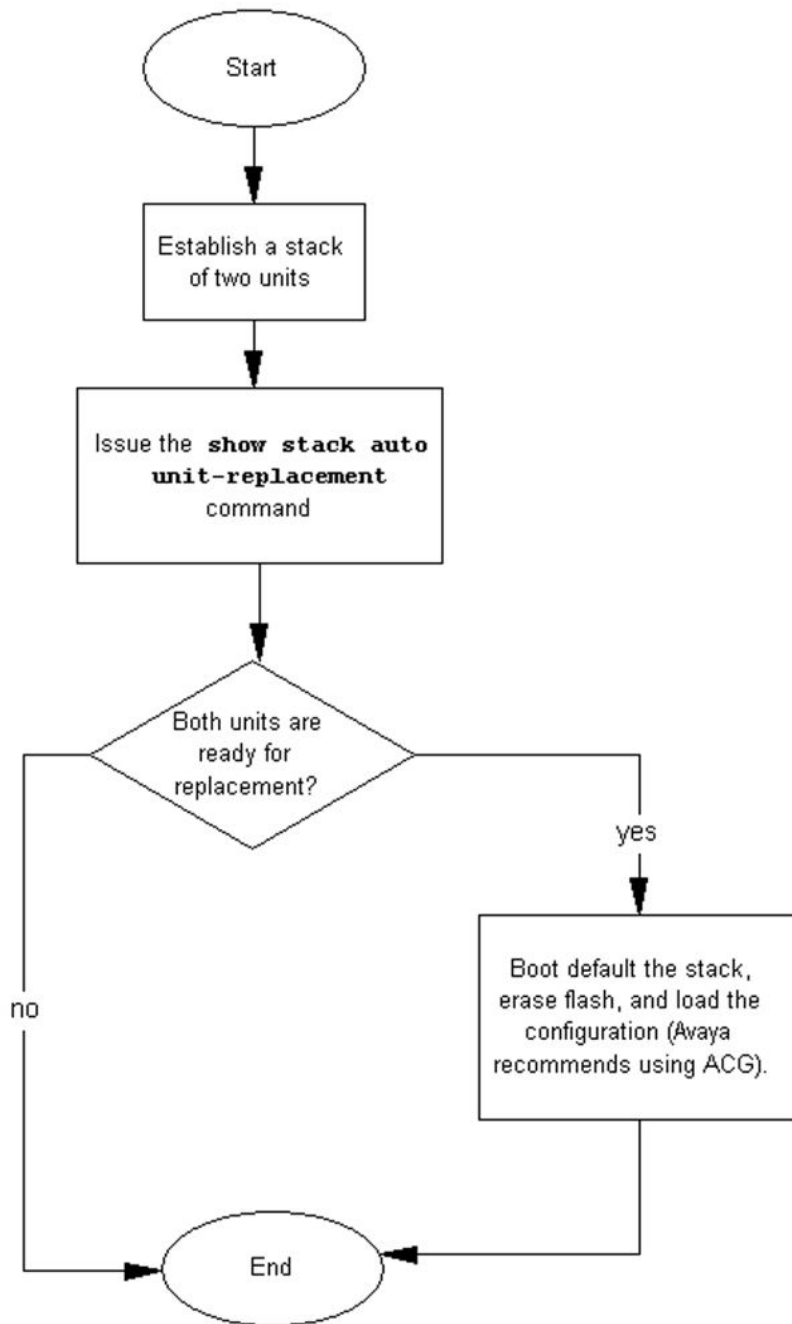 Start
Establish a stack
of two units
Issue the show stack auto
unit-replacement
command
Both units are
ready for
replacement?
yes
Boot default the stack,
erase flash, and load the
configuration (Avaya
recommends using ACG).
no
End